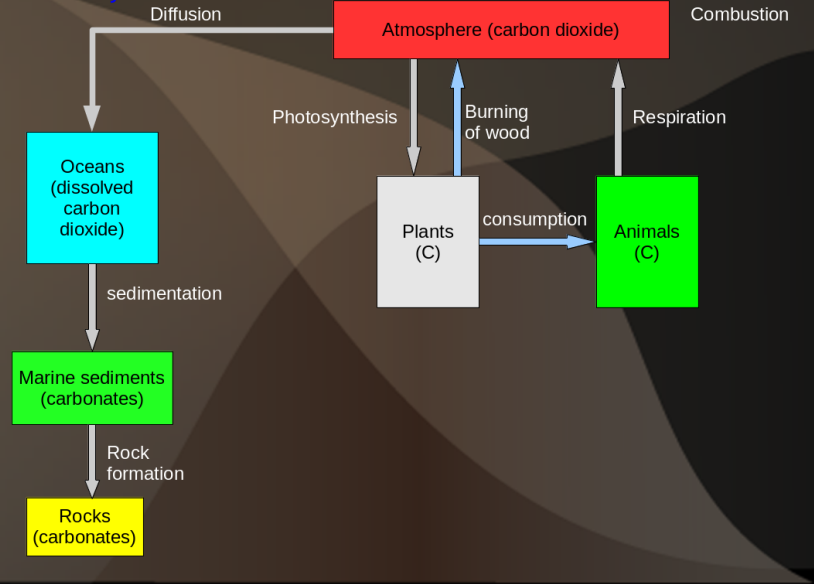 Diffusion
Atmosphere (carbon dioxide)
Combustion
Photosynthesis
Burning
of wood
Respiration
Oceans
(dissolved
carbon
dioxide)
Plants
(C)
consumption
Animals
(C)
sedimentation
Marine sediments
(carbonates)
Rock
formation
Rocks
(carbonates)